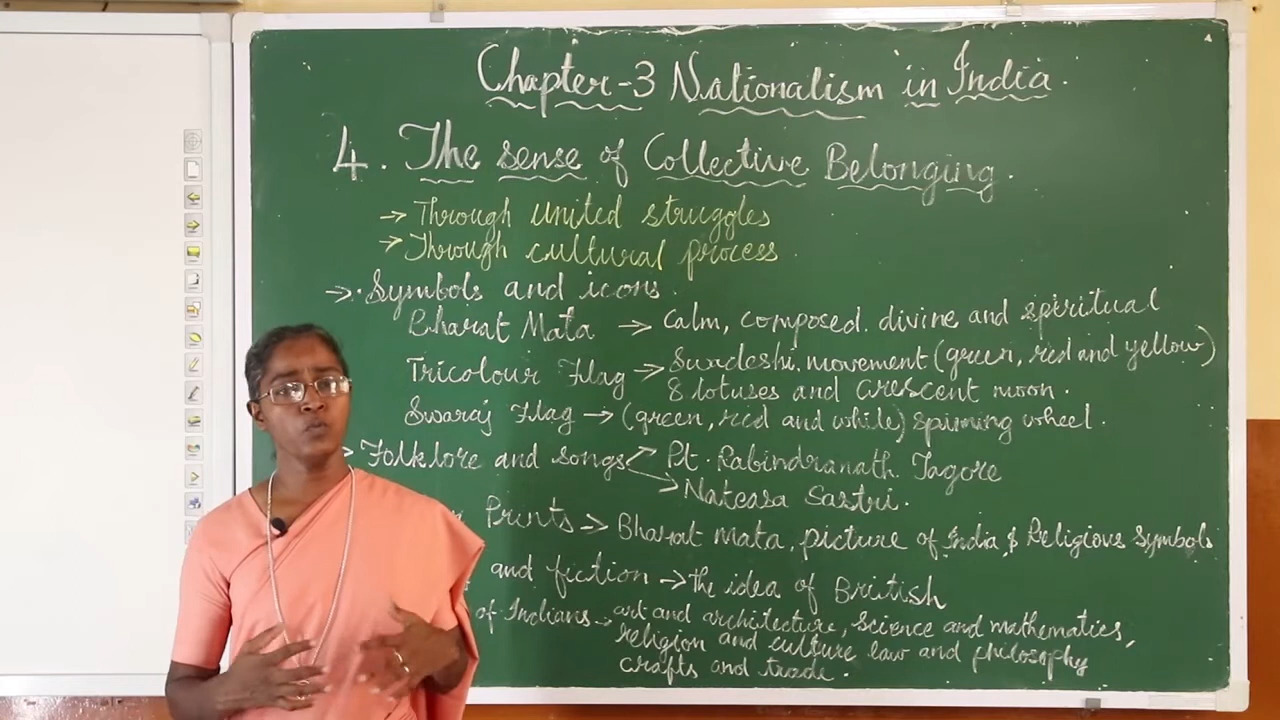 Chapter-3 Nationalism in India.
4. The sense of Collective Belonging.
→ Through united struggles
→ Through cultural process
→ Symbols and icons.
Bharat Mata → Calm, composed. divine and spiritual
Tricolour Flag → Swadeshi movement (green, red and yellow)
8 lotuses and crescent moon.
Swaraj Flag → (green, red and white) spinning wheel.
Folklore and songs Pt. Rabindranath Tagore
→ Nateasa Sastri.
Prints → Bharat mata, picture of India & Religious Symbols
and fiction → the idea of British
of Indians → art and architecture, science and mathematics,
religion and culture law and philosophy
crafts and trade.